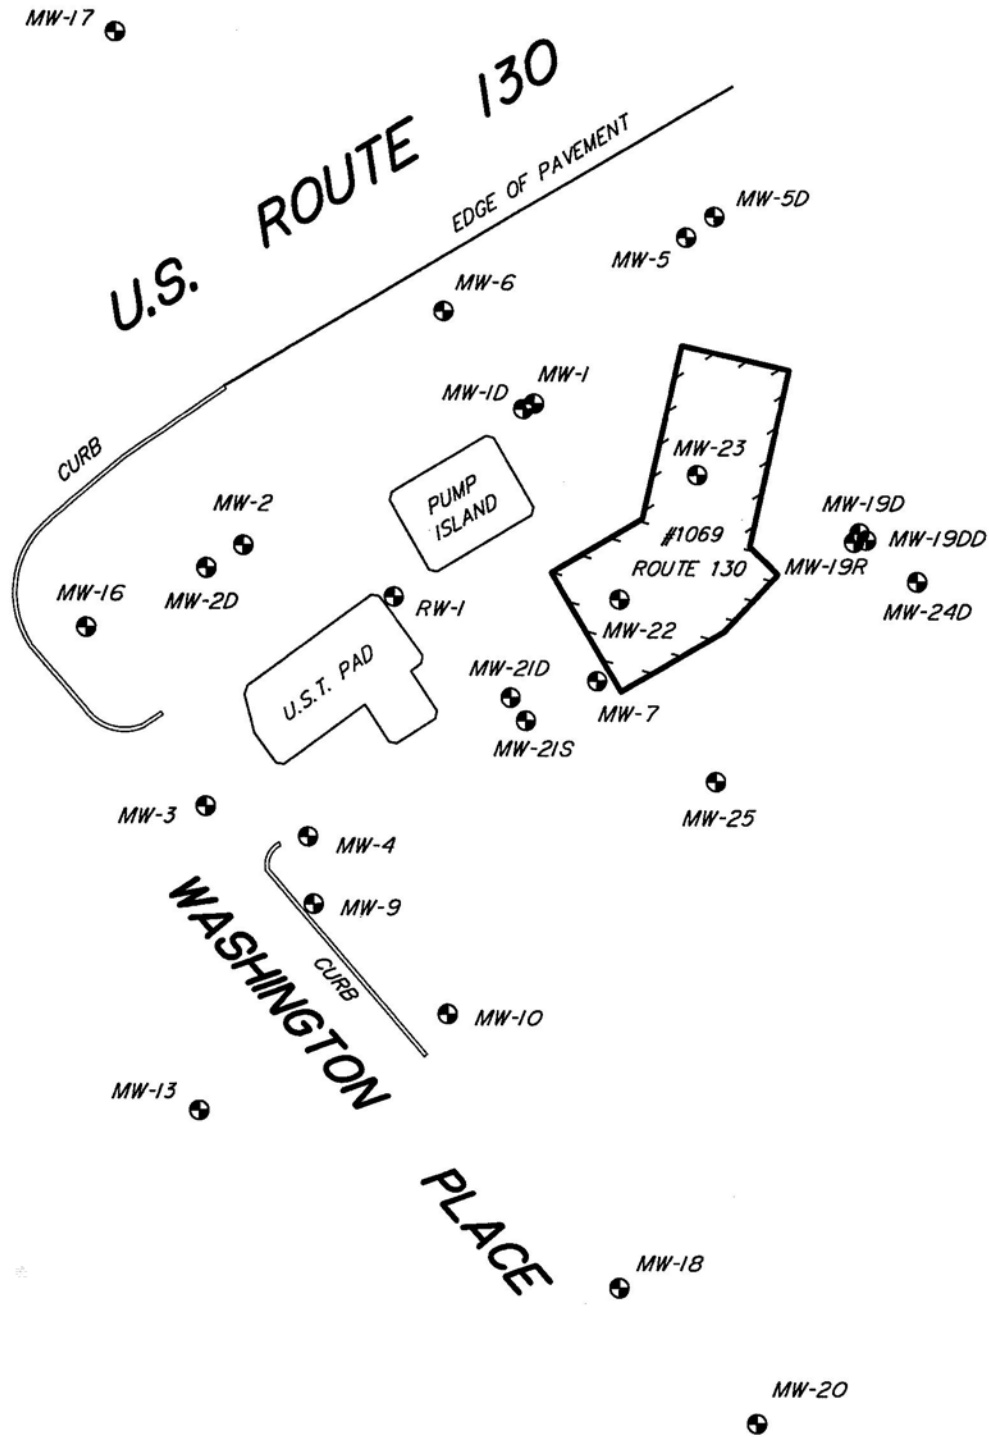 MW-17
U.S. ROUTE 130
EDGE OF PAVEMENT
MW-5D
MW-5
MW-6
MW-1
MW-1D
CURB
PUMP
ISLAND
MW-23
MW-2
MW-19D
#1069
MW-19DD
ROUTE 130
MW-19R
MW-16
MW-2D
RW-1
MW-24D
MW-22
U.S.T. PAD
MW-21D
MW-7
MW-21S
MW-25
MW-3
MW-4
MW-9
WASHINGTON PLACE
CURB
MW-10
MW-13
MW-18
MW-20